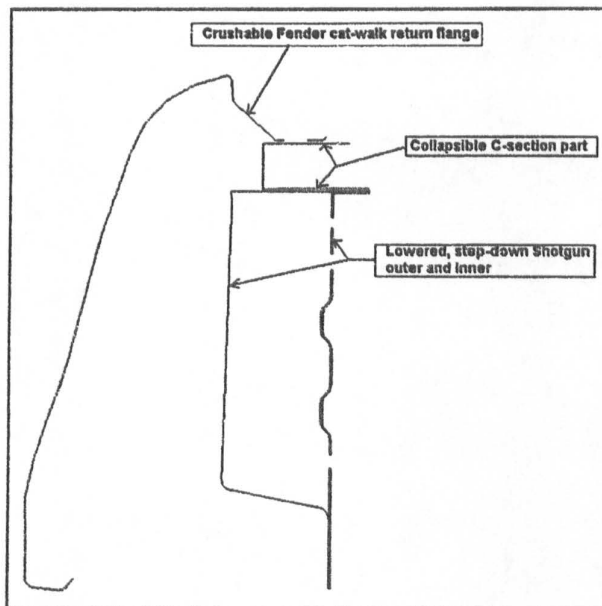 Crushable Fender cat-walk return flange
Collapsible C-section part
Lowered, step-down Shotgun
outer and inner